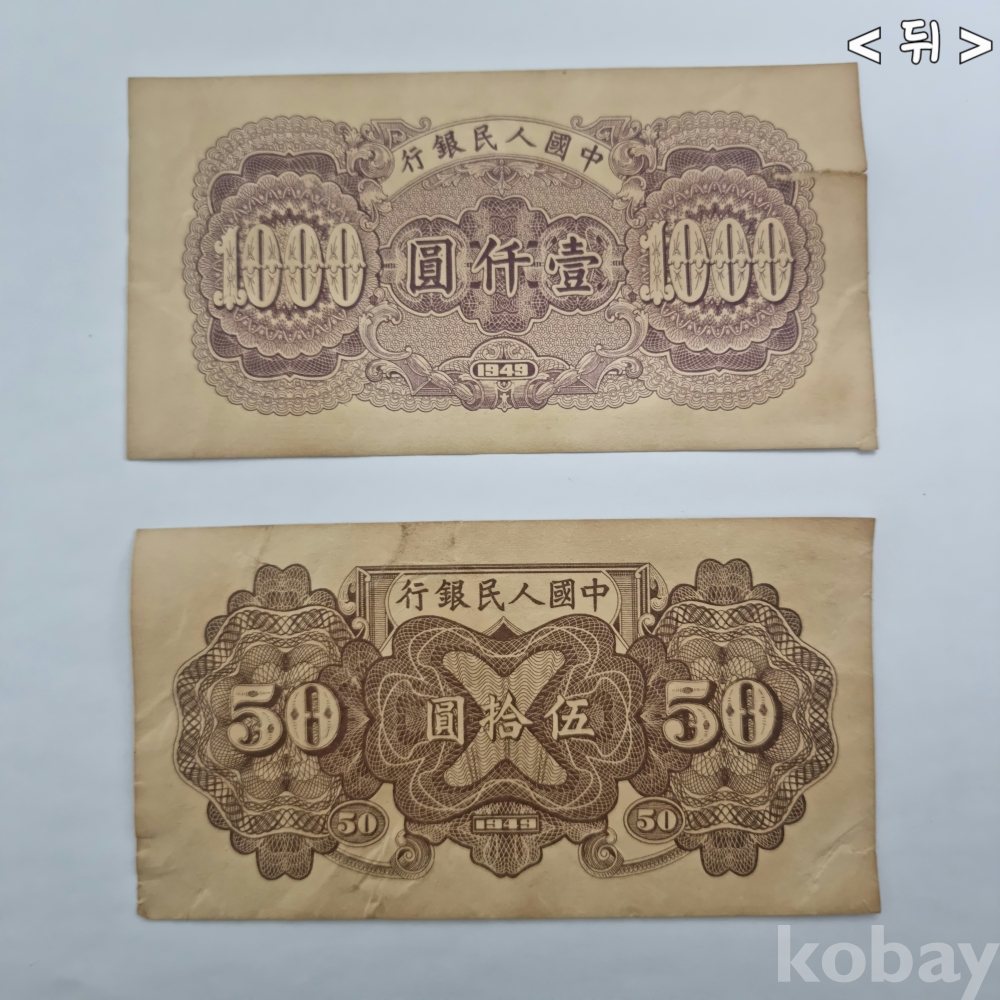 < 뒤 >
行銀民人國中
1000 圓仟壹 1000
1949
行銀民人國中
50 圓拾伍 50
50 1949 50
kobay